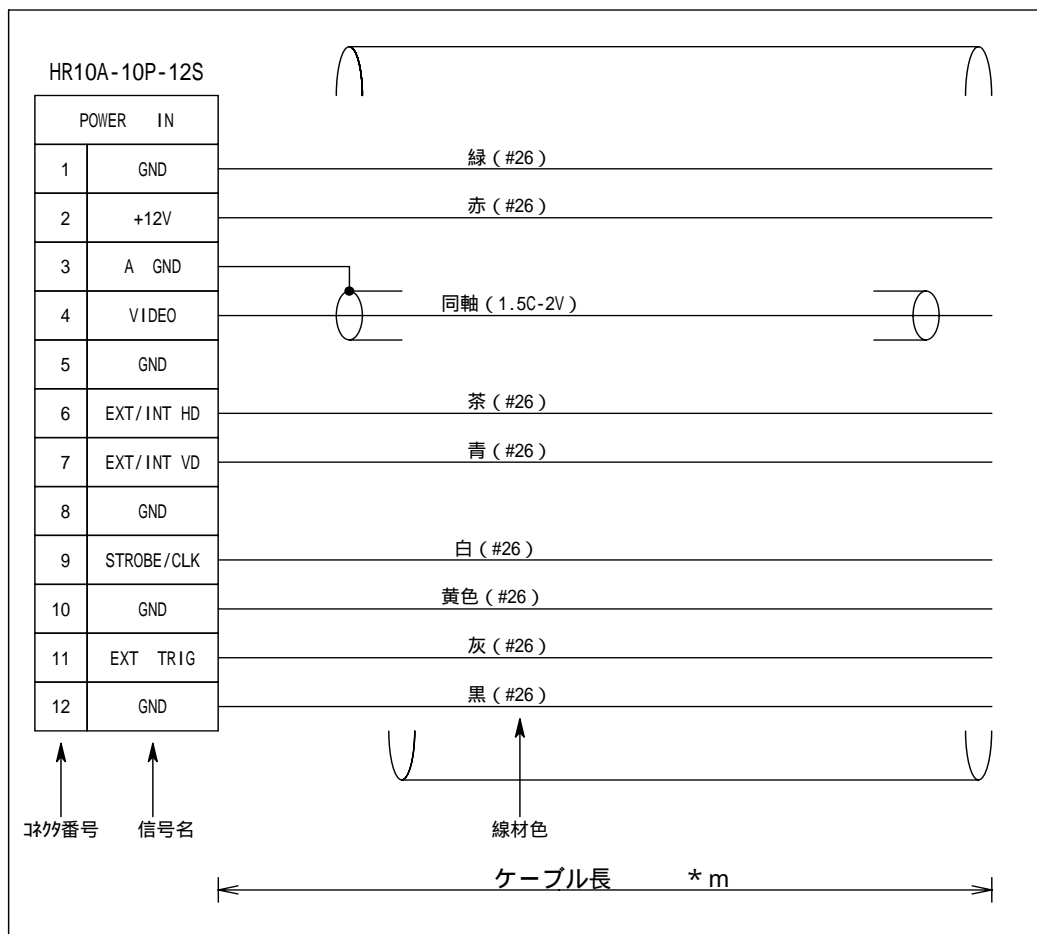 HR10A-10P-12S
POWER IN
1 GND 緑（#26）
2 +12V 赤（#26）
3 A GND
4 VIDEO 同軸（1.5C-2V）
5 GND
6 EXT/INT HD 茶（#26）
7 EXT/INT VD 青（#26）
8 GND
9 STROBE/CLK 白（#26）
10 GND 黄色（#26）
11 EXT TRIG 灰（#26）
12 GND 黒（#26）
ｺﾈｸﾀ番号 信号名 線材色
ケーブル長 *m